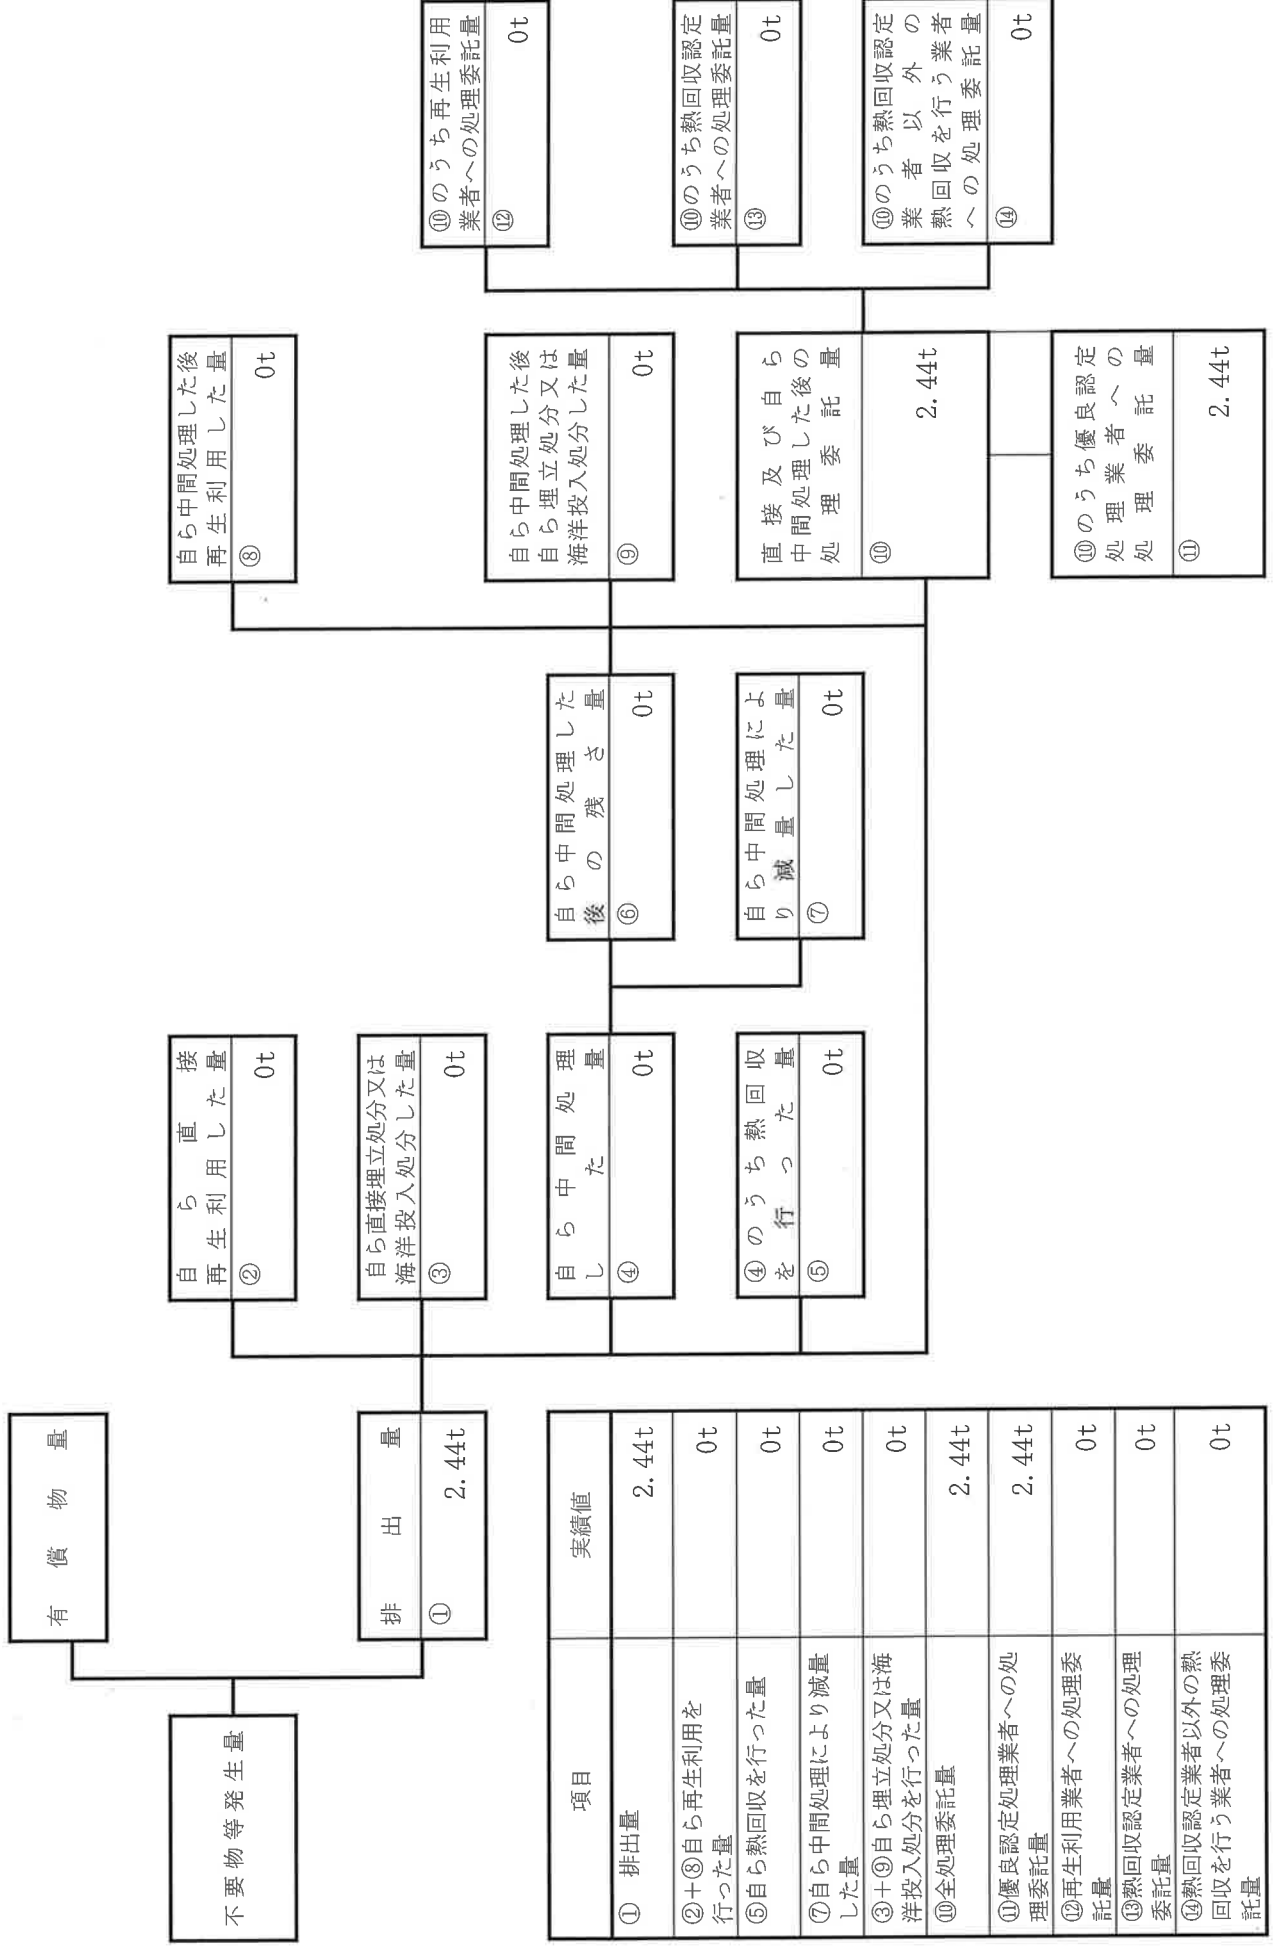 不要物等発生量
有償物量
排出量
① 2.44t
自ら直接
再生利用した量
② 0t
自ら直接埋立処分又は
海洋投入処分した量
③ 0t
自ら中間処理
した量
④ 0t
④のうち熱回収
を行った量
⑤ 0t
自ら中間処理した
後の残さ量
⑥ 0t
自ら中間処理によ
り減量した量
⑦ 0t
自ら中間処理した後
再生利用した量
⑧ 0t
自ら中間処理した後
自ら埋立処分又は
海洋投入処分した量
⑨ 0t
直接及び自ら
中間処理した後の
処理委託量
⑩ 2.44t
⑩のうち優良認定
処理業者への
処理委託量
⑪ 2.44t
⑩のうち再生利用
業者への処理委託量
⑫ 0t
⑩のうち熱回収認定
業者への処理委託量
⑬ 0t
⑩のうち熱回収認定
業者以外の
熱回収を行う業者
への処理委託量
⑭ 0t
項目 実績値
① 排出量 2.44t
②+⑧自ら再生利用を
行った量 0t
⑤自ら熱回収を行った量 0t
⑦自ら中間処理により減量
した量 0t
③+⑨自ら埋立処分又は海
洋投入処分を行った量 0t
⑩全処理委託量 2.44t
⑪優良認定処理業者への処
理委託量 2.44t
⑫再生利用業者への処理委
託量 0t
⑬熱回収認定業者への処理
委託量 0t
⑭熱回収認定業者以外の熱
回収を行う業者への処理委
託量 0t